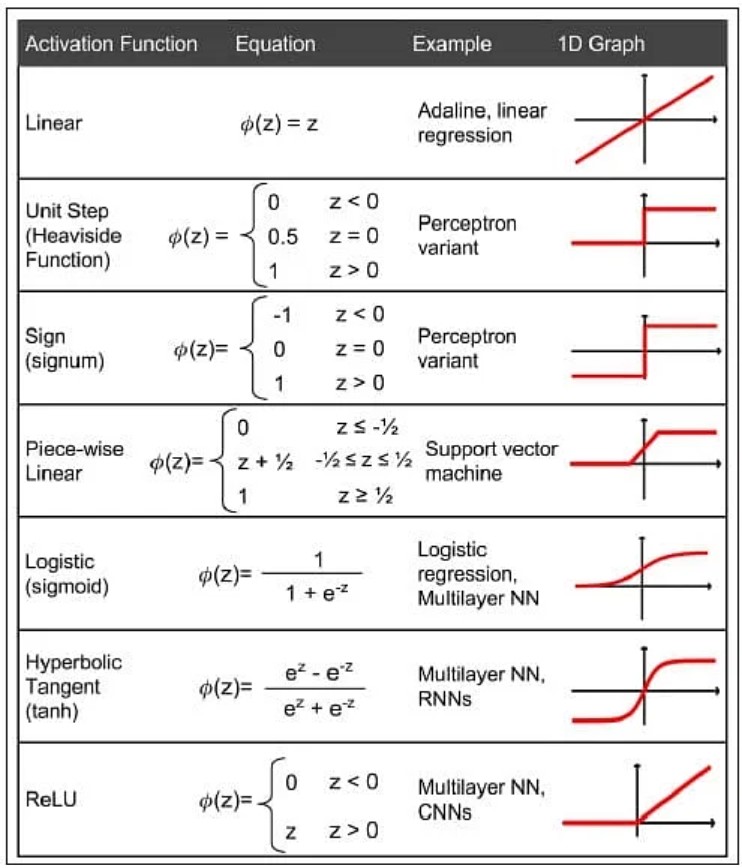 Activation Function Equation Example 1D Graph
Linear ϕ(z) = z Adaline, linear
regression
Unit Step
(Heaviside
Function)
ϕ(z) =
0 z < 0
0.5 z = 0
1 z > 0
Perceptron
variant
Sign
(signum)
ϕ(z)=
-1 z < 0
0 z = 0
1 z > 0
Perceptron
variant
Piece-wise
Linear
ϕ(z)=
0 z ≤ -½
z + ½ -½ ≤ z ≤ ½
1 z ≥ ½
Support vector
machine
Logistic
(sigmoid)
ϕ(z)=
1
1 + e⁻ᶻ
Logistic
regression,
Multilayer NN
Hyperbolic
Tangent
(tanh)
ϕ(z)=
eᶻ - e⁻ᶻ
eᶻ + e⁻ᶻ
Multilayer NN,
RNNs
ReLU
ϕ(z)=
0 z < 0
z z > 0
Multilayer NN,
CNNs